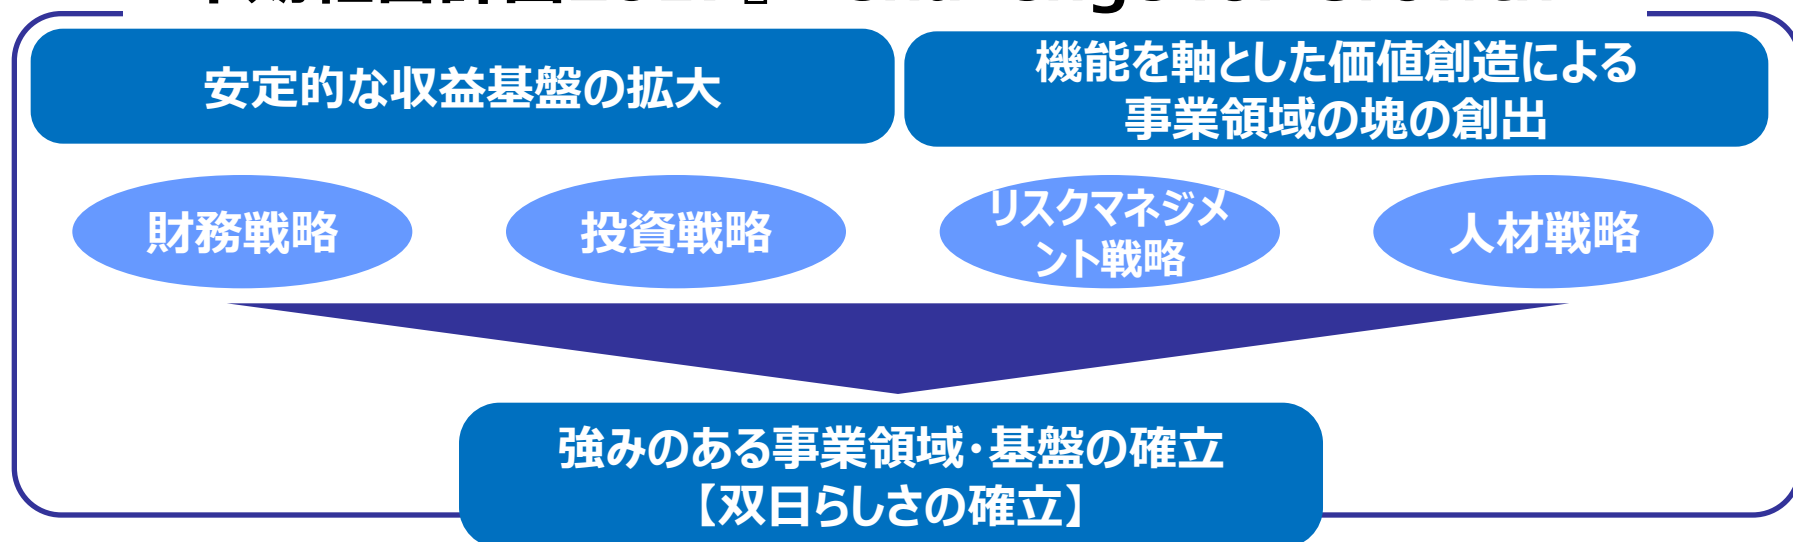 安定的な収益基盤の拡大
機能を軸とした価値創造による
事業領域の塊の創出
財務戦略
投資戦略
リスクマネジメ
ント戦略
人材戦略
強みのある事業領域･基盤の確立
【双日らしさの確立】